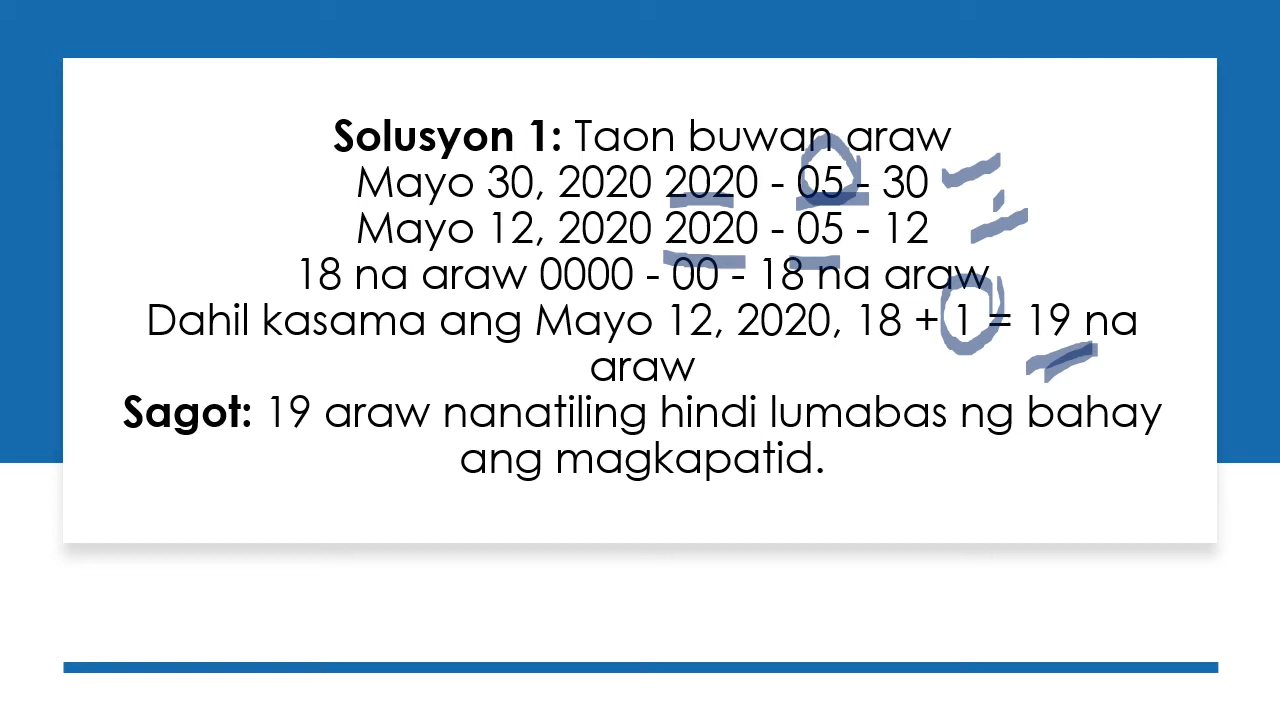 Solusyon 1: Taon buwan araw
Mayo 30, 2020 2020 - 05 - 30
Mayo 12, 2020 2020 - 05 - 12
18 na araw 0000 - 00 - 18 na araw
Dahil kasama ang Mayo 12, 2020, 18 + 1 = 19 na
araw
Sagot: 19 araw nanatiling hindi lumabas ng bahay
ang magkapatid.